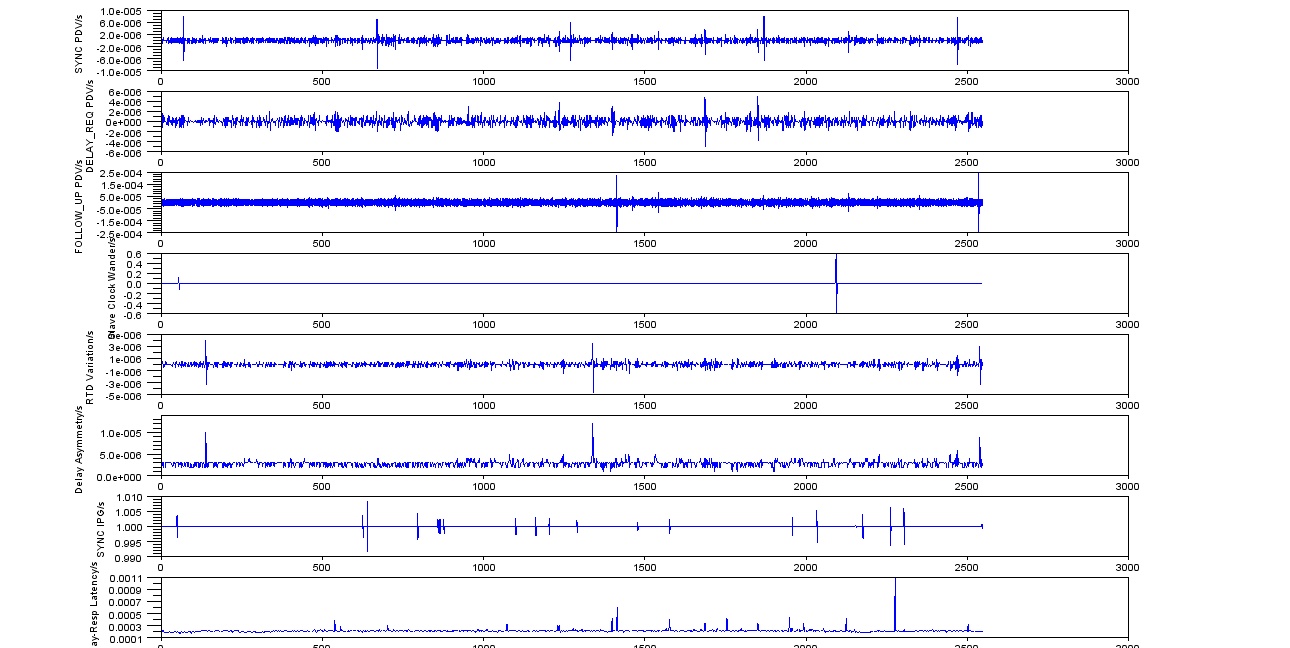 SYNC PDV/s
1.0e-005
6.0e-006
2.0e-006
-2.0e-006
-6.0e-006
-1.0e-005
0 500 1000 1500 2000 2500 3000
DELAY_REQ PDV/s
6e-006
4e-006
2e-006
0e+000
-2e-006
-4e-006
-6e-006
0 500 1000 1500 2000 2500 3000
FOLLOW_UP PDV/s
2.5e-004
1.5e-004
5.0e-005
-5.0e-005
-1.5e-004
-2.5e-004
0 500 1000 1500 2000 2500 3000
Slave Clock Wander/s
0.6
0.4
0.2
0.0
-0.2
-0.4
-0.6
0 500 1000 1500 2000 2500 3000
RTD Variation/s
5e-006
3e-006
1e-006
-1e-006
-3e-006
-5e-006
0 500 1000 1500 2000 2500 3000
Delay Asymmetry/s
1.0e-005
5.0e-006
0.0e+000
0 500 1000 1500 2000 2500 3000
SYNC IPG/s
1.010
1.005
1.000
0.995
0.990
0 500 1000 1500 2000 2500 3000
ay-Resp Latency/s
0.0011
0.0009
0.0007
0.0005
0.0003
0.0001